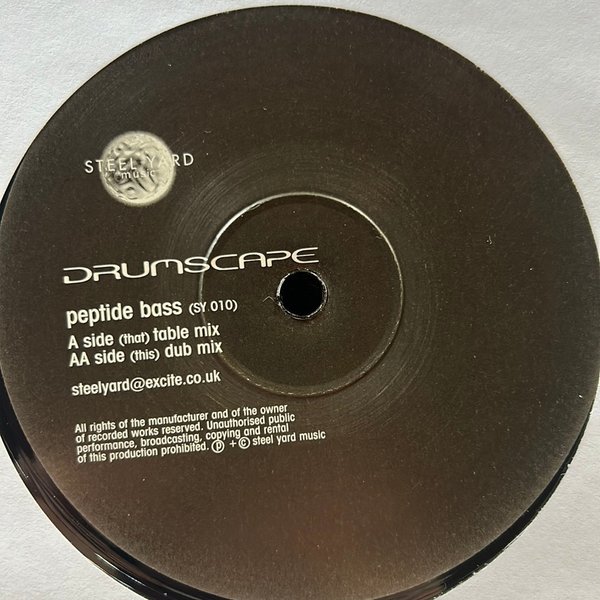 STEEL YARD
music
DRUMSCAPE
peptide bass (SY 010)
A side (that) table mix
AA side (this) dub mix
steelyard@excite.co.uk
All rights of the manufacturer and of the owner
of recorded works reserved. Unauthorised public
performance, broadcasting, copying and rental
of this production prohibited. ℗ + © steel yard music